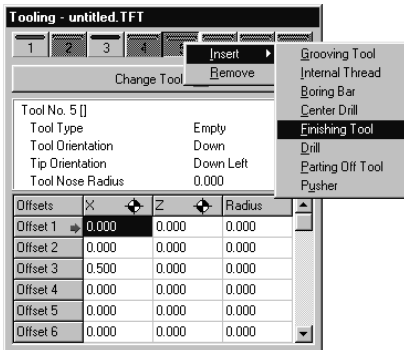 Tooling - untitled.TFT
1 2 3 4 5
Insert
Remove
Grooving Tool
Internal Thread
Boring Bar
Center Drill
Finishing Tool
Drill
Parting Off Tool
Pusher
Change Tool
Tool No. 5 []
Tool Type Empty
Tool Orientation Down
Tip Orientation Down Left
Tool Nose Radius 0.000
Offsets X Z Radius
Offset 1 0.000 0.000 0.000
Offset 2 0.000 0.000 0.000
Offset 3 0.500 0.000 0.000
Offset 4 0.000 0.000 0.000
Offset 5 0.000 0.000 0.000
Offset 6 0.000 0.000 0.000